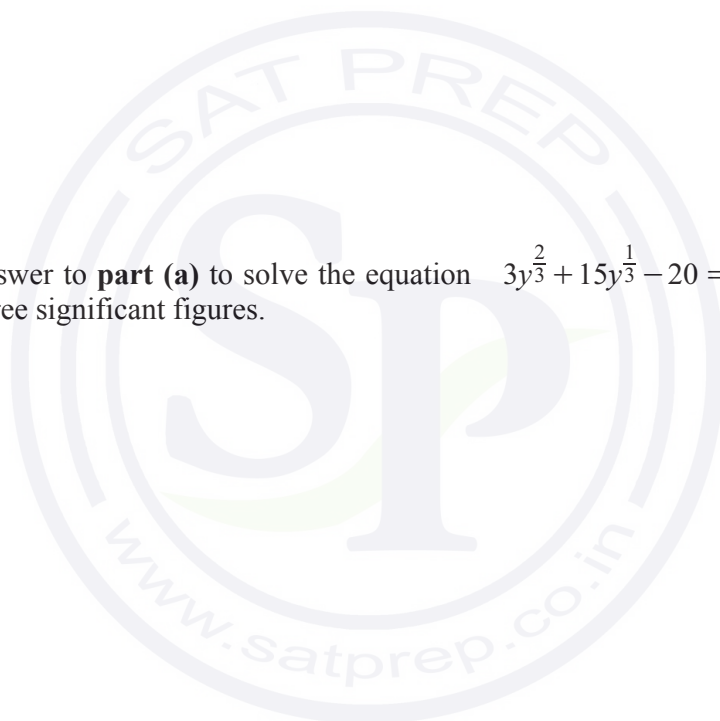 SAT PREP
swer to part (a) to solve the equation 3y^{2/3} + 15y^{1/3} − 20 =
ree significant figures.
www.satprep.co.in